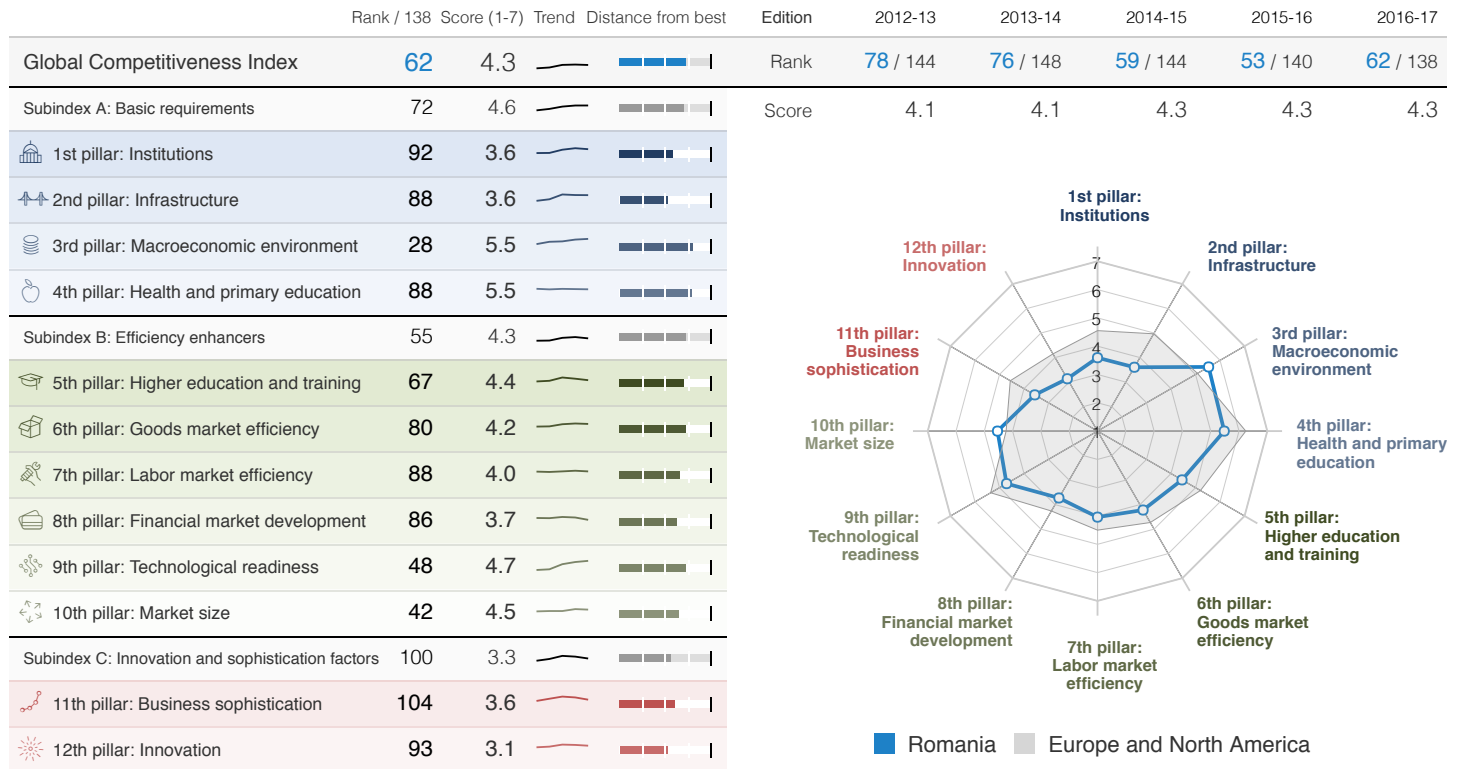 Rank / 138 Score (1-7) Trend Distance from best
Global Competitiveness Index 62 4.3
Subindex A: Basic requirements 72 4.6
1st pillar: Institutions 92 3.6
2nd pillar: Infrastructure 88 3.6
3rd pillar: Macroeconomic environment 28 5.5
4th pillar: Health and primary education 88 5.5
Subindex B: Efficiency enhancers 55 4.3
5th pillar: Higher education and training 67 4.4
6th pillar: Goods market efficiency 80 4.2
7th pillar: Labor market efficiency 88 4.0
8th pillar: Financial market development 86 3.7
9th pillar: Technological readiness 48 4.7
10th pillar: Market size 42 4.5
Subindex C: Innovation and sophistication factors 100 3.3
11th pillar: Business sophistication 104 3.6
12th pillar: Innovation 93 3.1
Edition 2012-13 2013-14 2014-15 2015-16 2016-17
Rank 78 / 144 76 / 148 59 / 144 53 / 140 62 / 138
Score 4.1 4.1 4.3 4.3 4.3
1st pillar:
Institutions
2nd pillar:
Infrastructure
3rd pillar:
Macroeconomic
environment
4th pillar:
Health and primary
education
5th pillar:
Higher education
and training
6th pillar:
Goods market
efficiency
7th pillar:
Labor market
efficiency
8th pillar:
Financial market
development
9th pillar:
Technological
readiness
10th pillar:
Market size
11th pillar:
Business
sophistication
12th pillar:
Innovation
7
6
5
4
3
2
1
Romania Europe and North America